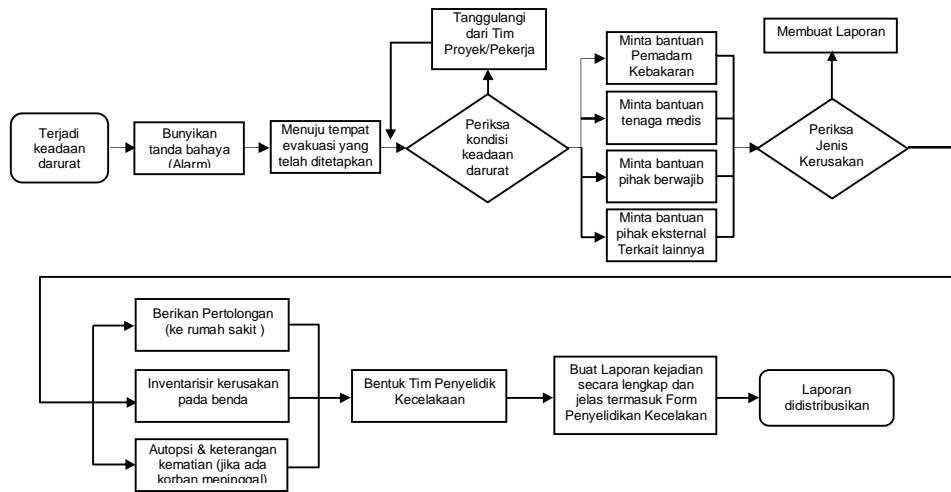 Terjadi
keadaan
darurat
Bunyikan
tanda bahaya
(Alarm)
Menuju tempat
evakuasi yang
telah ditetapkan
Tanggulangi
dari Tim
Proyek/Pekerja
Periksa
kondisi
keadaan
darurat
Minta bantuan
Pemadam
Kebakaran
Minta bantuan
tenaga medis
Minta bantuan
pihak berwajib
Minta bantuan
pihak eksternal
Terkait lainnya
Membuat Laporan
Periksa
Jenis
Kerusakan
Berikan Pertolongan
(ke rumah sakit )
Inventarisir kerusakan
pada benda
Autopsi & keterangan
kematian (jika ada
korban meninggal)
Bentuk Tim Penyelidik
Kecelakaan
Buat Laporan kejadian
secara lengkap dan
jelas termasuk Form
Penyelidikan Kecelakan
Laporan
didistribusikan